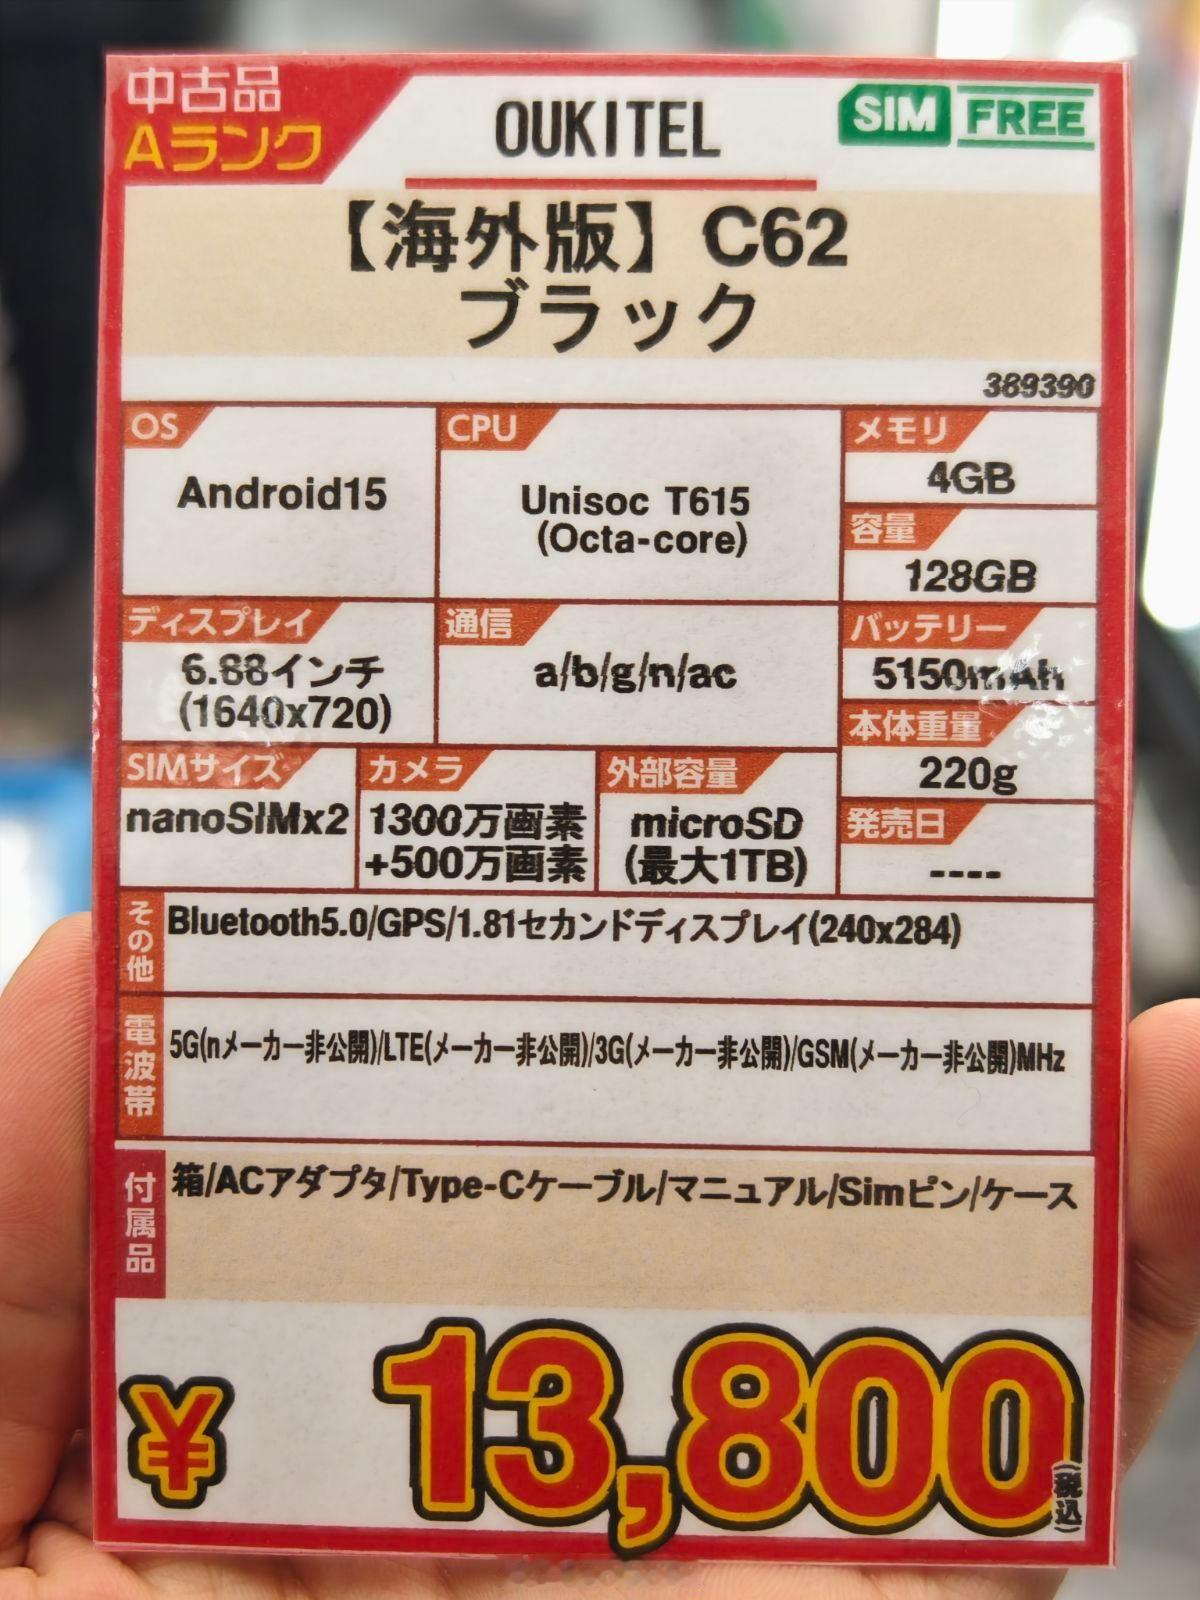 中古品
Aランク
OUKITEL
SIM FREE
【海外版】C62
ブラック
389390
OS
Android15
CPU
Unisoc T615
(Octa-core)
メモリ
4GB
容量
128GB
ディスプレイ
6.88インチ
(1640x720)
通信
a/b/g/n/ac
バッテリー
5150mAh
本体重量
220g
SIMサイズ
nanoSIMx2
カメラ
1300万画素
+500万画素
外部容量
microSD
(最大1TB)
発売日
----
その他
Bluetooth5.0/GPS/1.81セカンドディスプレイ(240x284)
電波帯
5G(nメーカー非公開)/LTE(メーカー非公開)/3G(メーカー非公開)/GSM(メーカー非公開)MHz
付属品
箱/ACアダプタ/Type-Cケーブル/マニュアル/Simピン/ケース
¥13,800(税込)